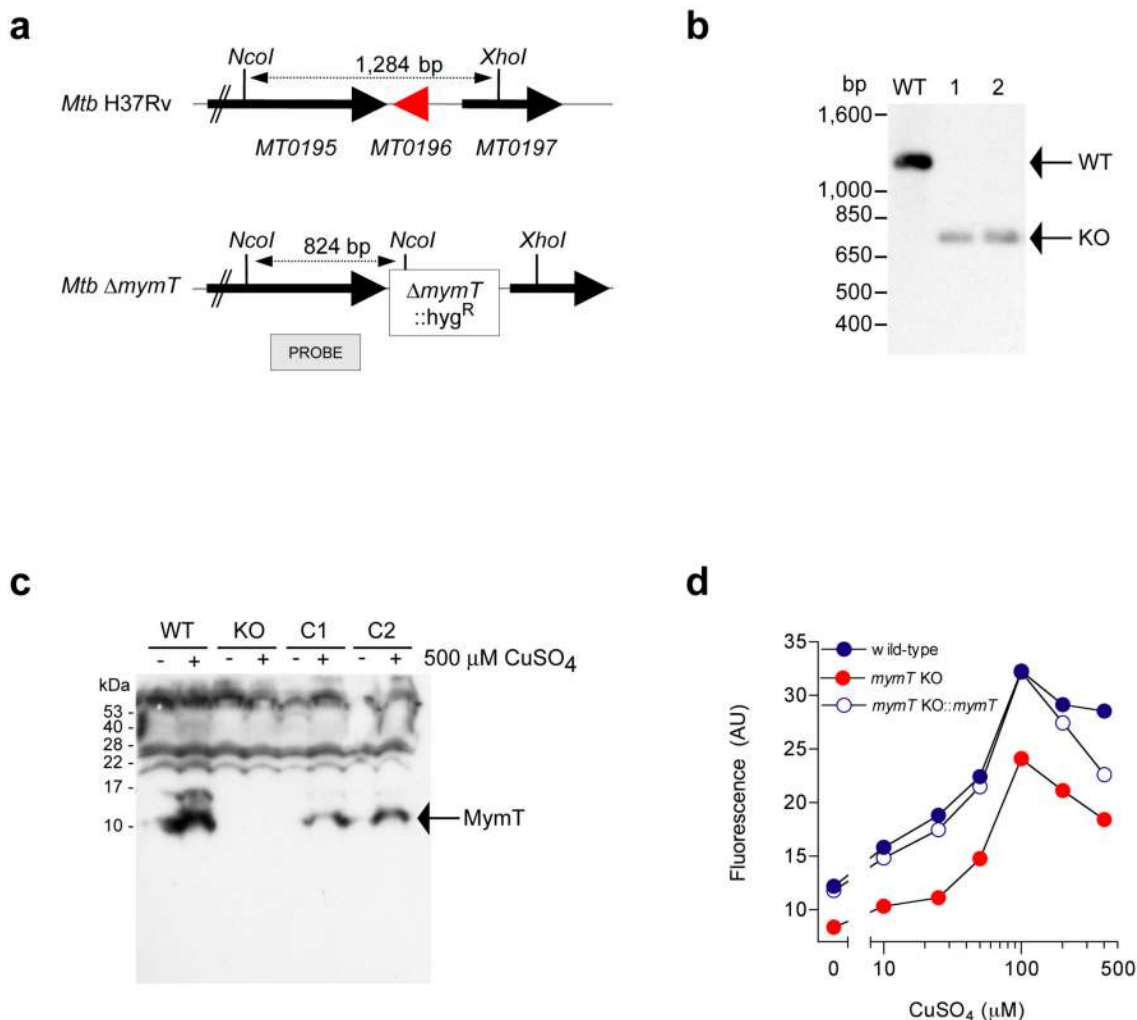 a
NcoI
XhoI
1,284 bp
Mtb H37Rv
MT0195
MT0196
MT0197
NcoI
824 bp
NcoI
XhoI
Mtb ΔmymT
ΔmymT
::hygR
PROBE
b
bp WT 1 2
1,600
WT
1,000
850
KO
650
500
400
c
WT KO C1 C2
- + - + - + - + 500 μM CuSO4
kDa
53
40
28
22
17
10
MymT
d
35
wild-type
30
mymT KO
mymT KO::mymT
25
20
15
10
Fluorescence (AU)
0 10 100 500
CuSO4 (μM)